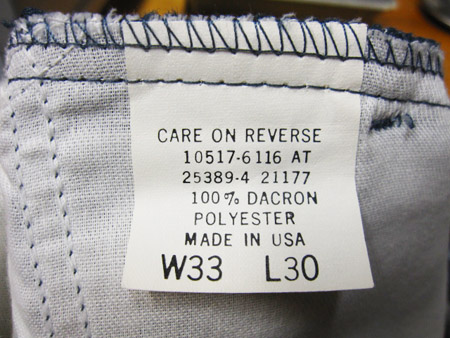 CARE ON REVERSE
10517-6116 AT
25389-4 21177
100% DACRON
POLYESTER
MADE IN USA
W33 L30